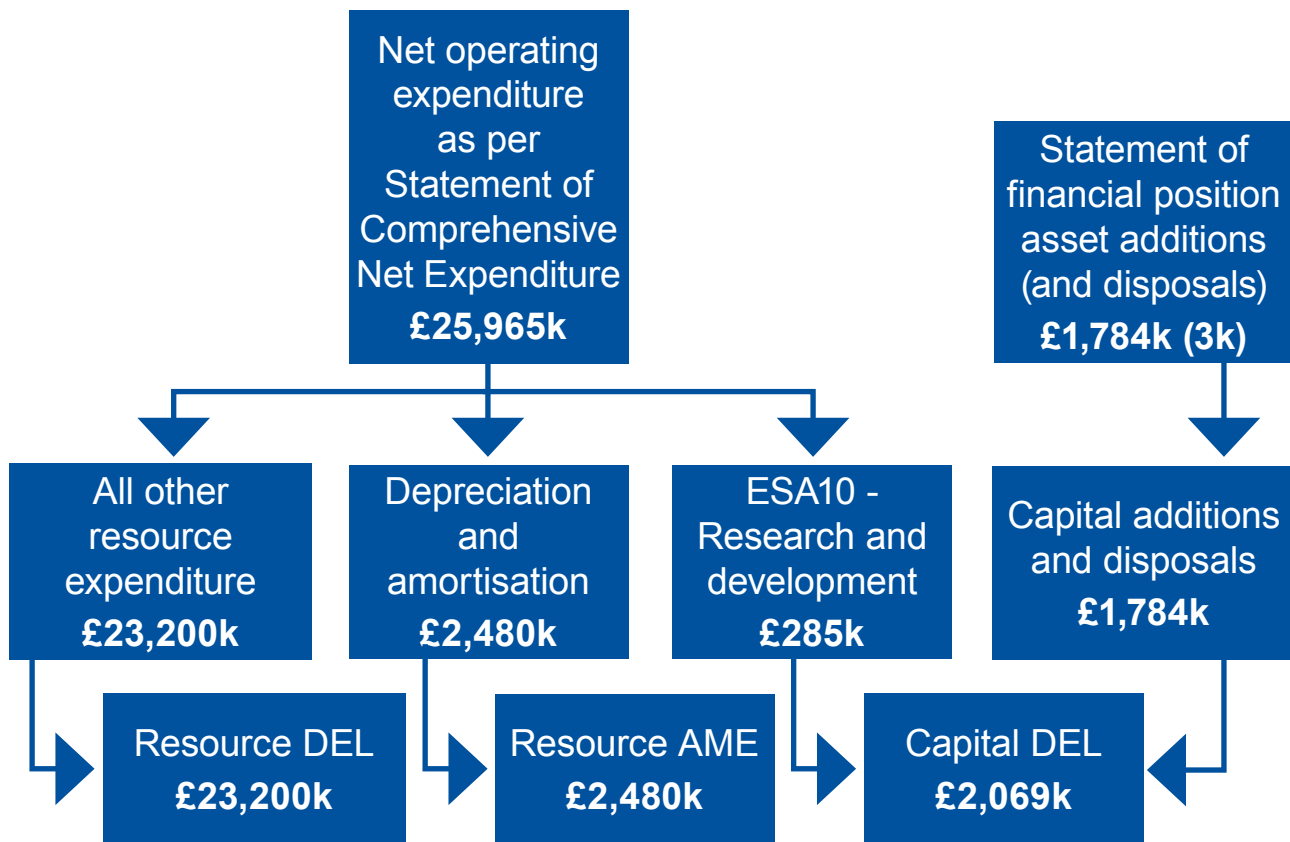 Net operating
expenditure
as per
Statement of
Comprehensive
Net Expenditure
£25,965k
Statement of
financial position
asset additions
(and disposals)
£1,784k (3k)
All other
resource
expenditure
£23,200k
Depreciation
and
amortisation
£2,480k
ESA10 -
Research and
development
£285k
Capital additions
and disposals
£1,784k
Resource DEL
£23,200k
Resource AME
£2,480k
Capital DEL
£2,069k